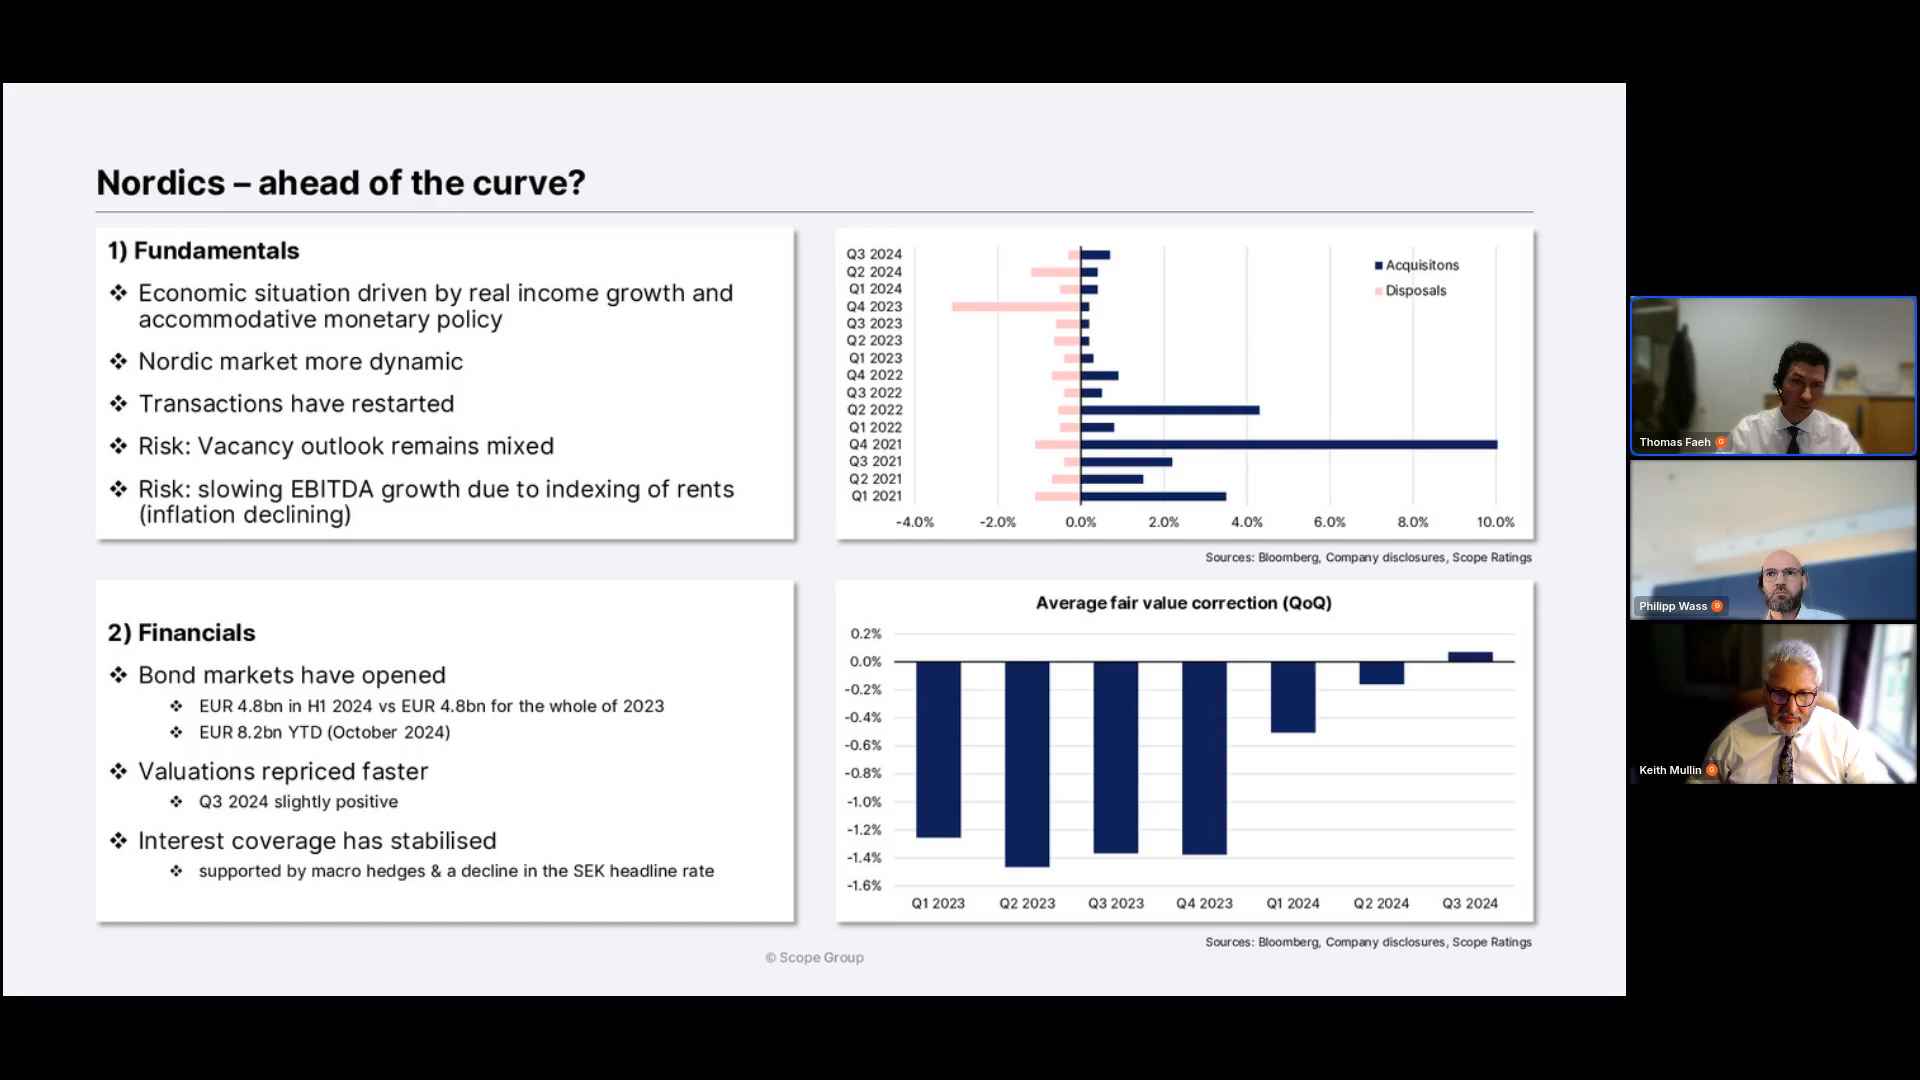 Nordics – ahead of the curve?
1) Fundamentals
Economic situation driven by real income growth and
accommodative monetary policy
Nordic market more dynamic
Transactions have restarted
Risk: Vacancy outlook remains mixed
Risk: slowing EBITDA growth due to indexing of rents
(inflation declining)
Q3 2024
Q2 2024
Q1 2024
Q4 2023
Q3 2023
Q2 2023
Q1 2023
Q4 2022
Q3 2022
Q2 2022
Q1 2022
Q4 2021
Q3 2021
Q2 2021
Q1 2021
Acquisitons
Disposals
-4.0% -2.0% 0.0% 2.0% 4.0% 6.0% 8.0% 10.0%
Sources: Bloomberg, Company disclosures, Scope Ratings
2) Financials
Bond markets have opened
EUR 4.8bn in H1 2024 vs EUR 4.8bn for the whole of 2023
EUR 8.2bn YTD (October 2024)
Valuations repriced faster
Q3 2024 slightly positive
Interest coverage has stabilised
supported by macro hedges & a decline in the SEK headline rate
Average fair value correction (QoQ)
0.2%
0.0%
-0.2%
-0.4%
-0.6%
-0.8%
-1.0%
-1.2%
-1.4%
-1.6%
Q1 2023 Q2 2023 Q3 2023 Q4 2023 Q1 2024 Q2 2024 Q3 2024
Sources: Bloomberg, Company disclosures, Scope Ratings
© Scope Group
Thomas Faeh G
Philipp Wass G
Keith Mullin G